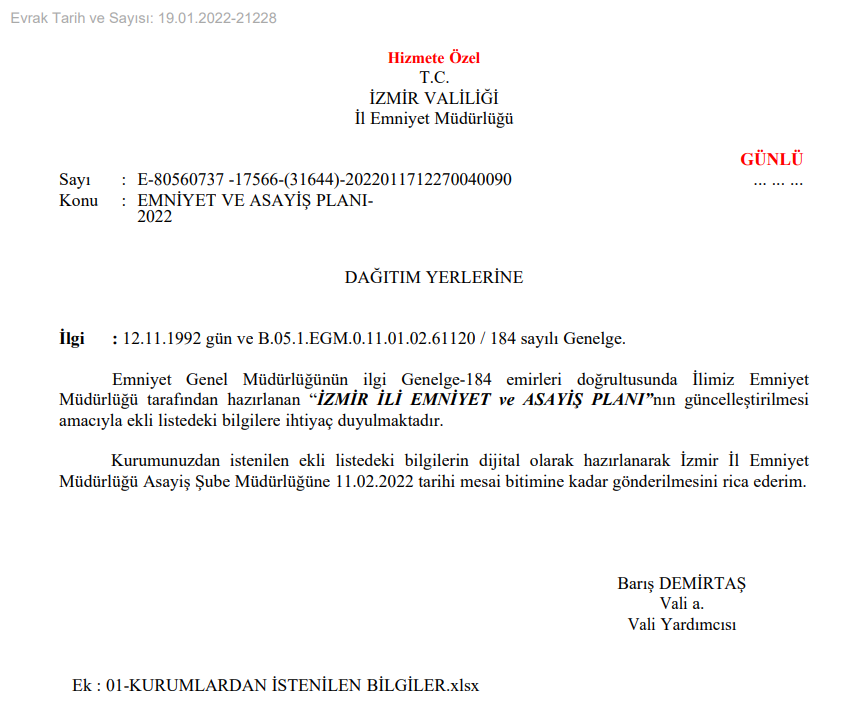 Evrak Tarih ve Sayısı: 19.01.2022-21228
Hizmete Özel
T.C.
İZMİR VALİLİĞİ
İl Emniyet Müdürlüğü
GÜNLÜ
Sayı : E-80560737 -17566-(31644)-2022011712270040090 ... ... ...
Konu : EMNİYET VE ASAYİŞ PLANI-
2022
DAĞITIM YERLERİNE
İlgi : 12.11.1992 gün ve B.05.1.EGM.0.11.01.02.61120 / 184 sayılı Genelge.
Emniyet Genel Müdürlüğünün ilgi Genelge-184 emirleri doğrultusunda İlimiz Emniyet
Müdürlüğü tarafından hazırlanan “İZMİR İLİ EMNİYET ve ASAYİŞ PLANI”nın güncelleştirilmesi
amacıyla ekli listedeki bilgilere ihtiyaç duyulmaktadır.
Kurumunuzdan istenilen ekli listedeki bilgilerin dijital olarak hazırlanarak İzmir İl Emniyet
Müdürlüğü Asayiş Şube Müdürlüğüne 11.02.2022 tarihi mesai bitimine kadar gönderilmesini rica ederim.
Barış DEMİRTAŞ
Vali a.
Vali Yardımcısı
Ek : 01-KURUMLARDAN İSTENİLEN BİLGİLER.xlsx